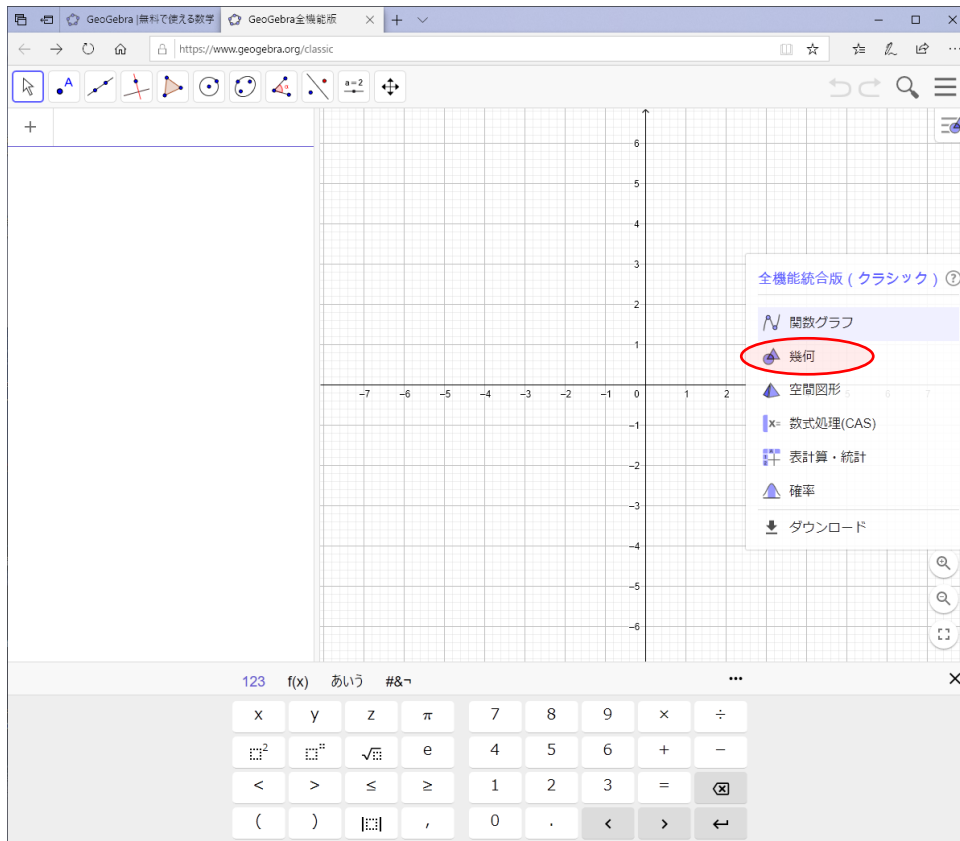 GeoGebra |無料で使える数学
GeoGebra全機能版
https://www.geogebra.org/classic
A
a=2
全機能統合版 ( クラシック )
?
関数グラフ
幾何
空間図形
x= 数式処理(CAS)
表計算・統計
確率
ダウンロード
6
5
4
3
2
1
−7 −6 −5 −4 −3 −2 −1 0 1 2 5 6 7
−1
−2
−3
−4
−5
−6
123 f(x) あいう #&¬ •••
x y z π 7 8 9 × ÷
2 √ e 4 5 6 + −
< > ≤ ≥ 1 2 3 =
( ) | | , 0 . < >